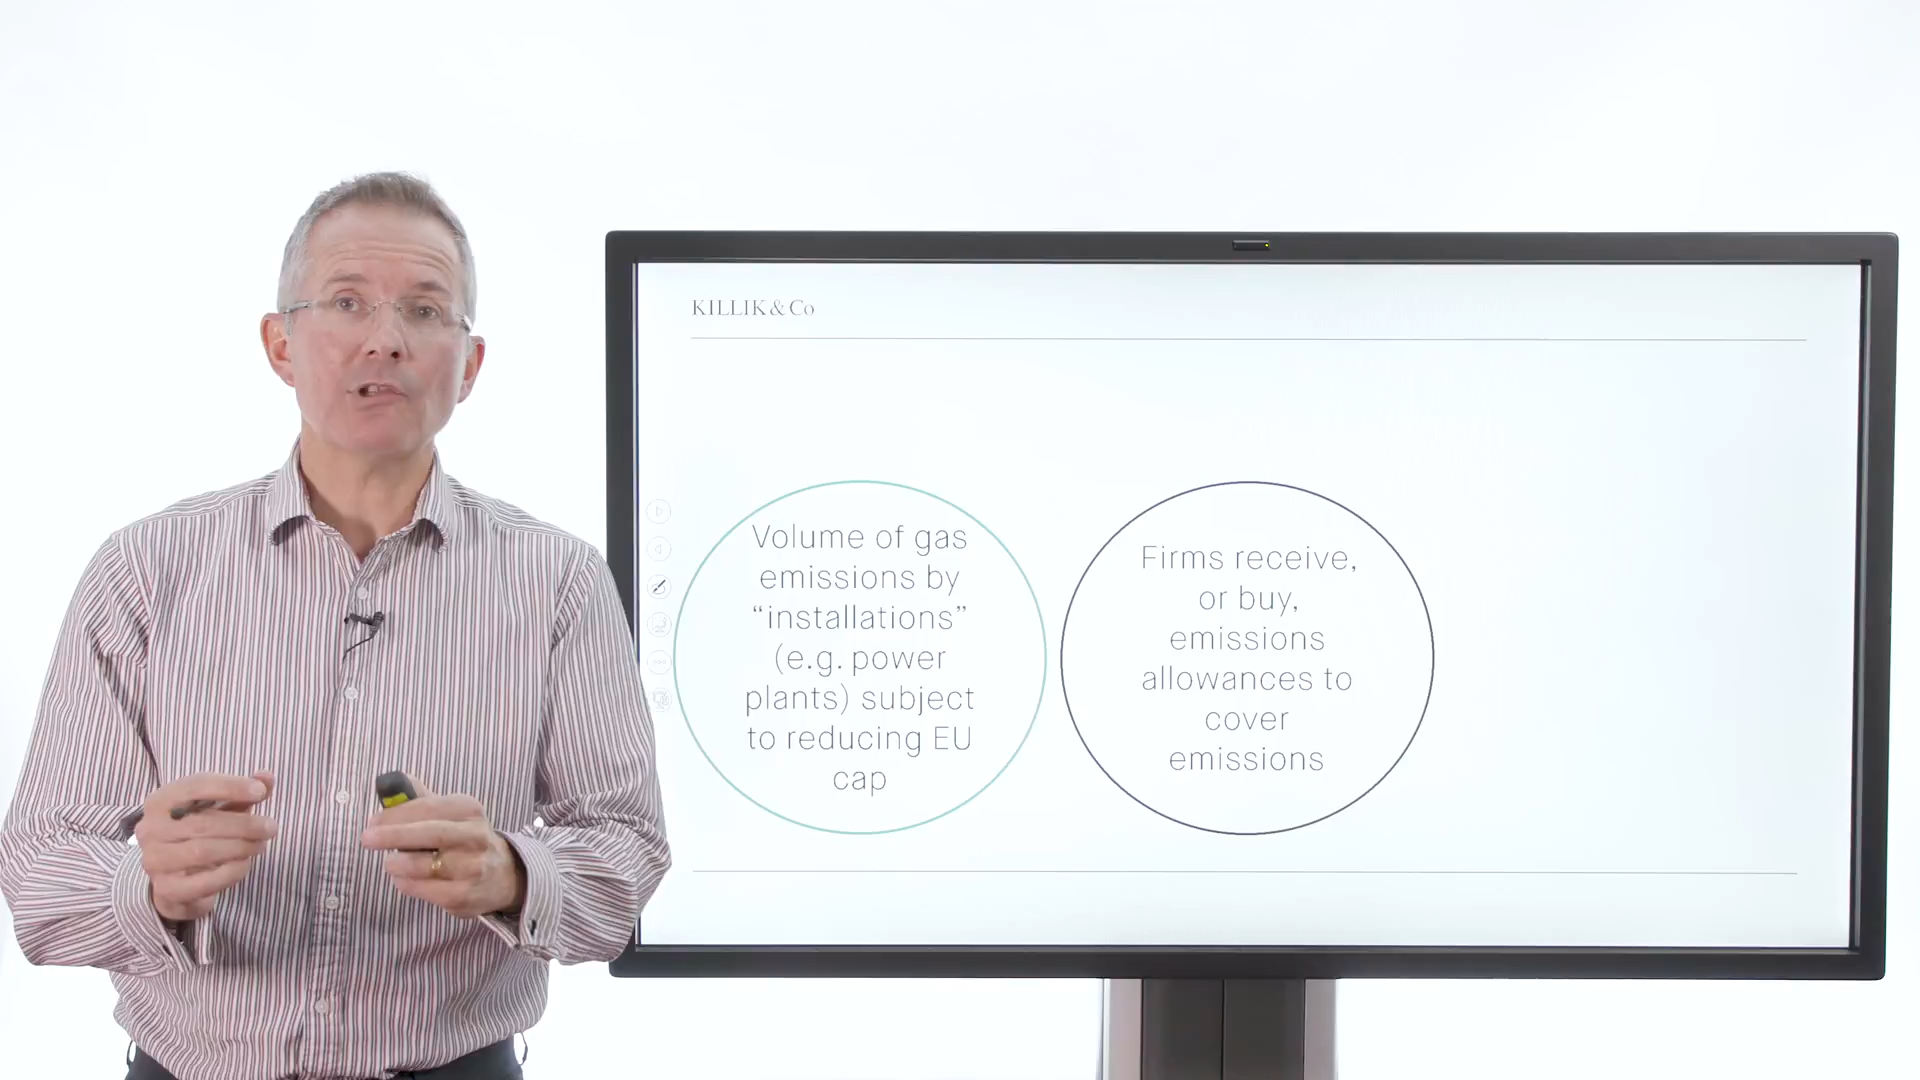 KILLIK & Co
Volume of gas
emissions by
“installations”
(e.g. power
plants) subject
to reducing EU
cap
Firms receive,
or buy,
emissions
allowances to
cover
emissions